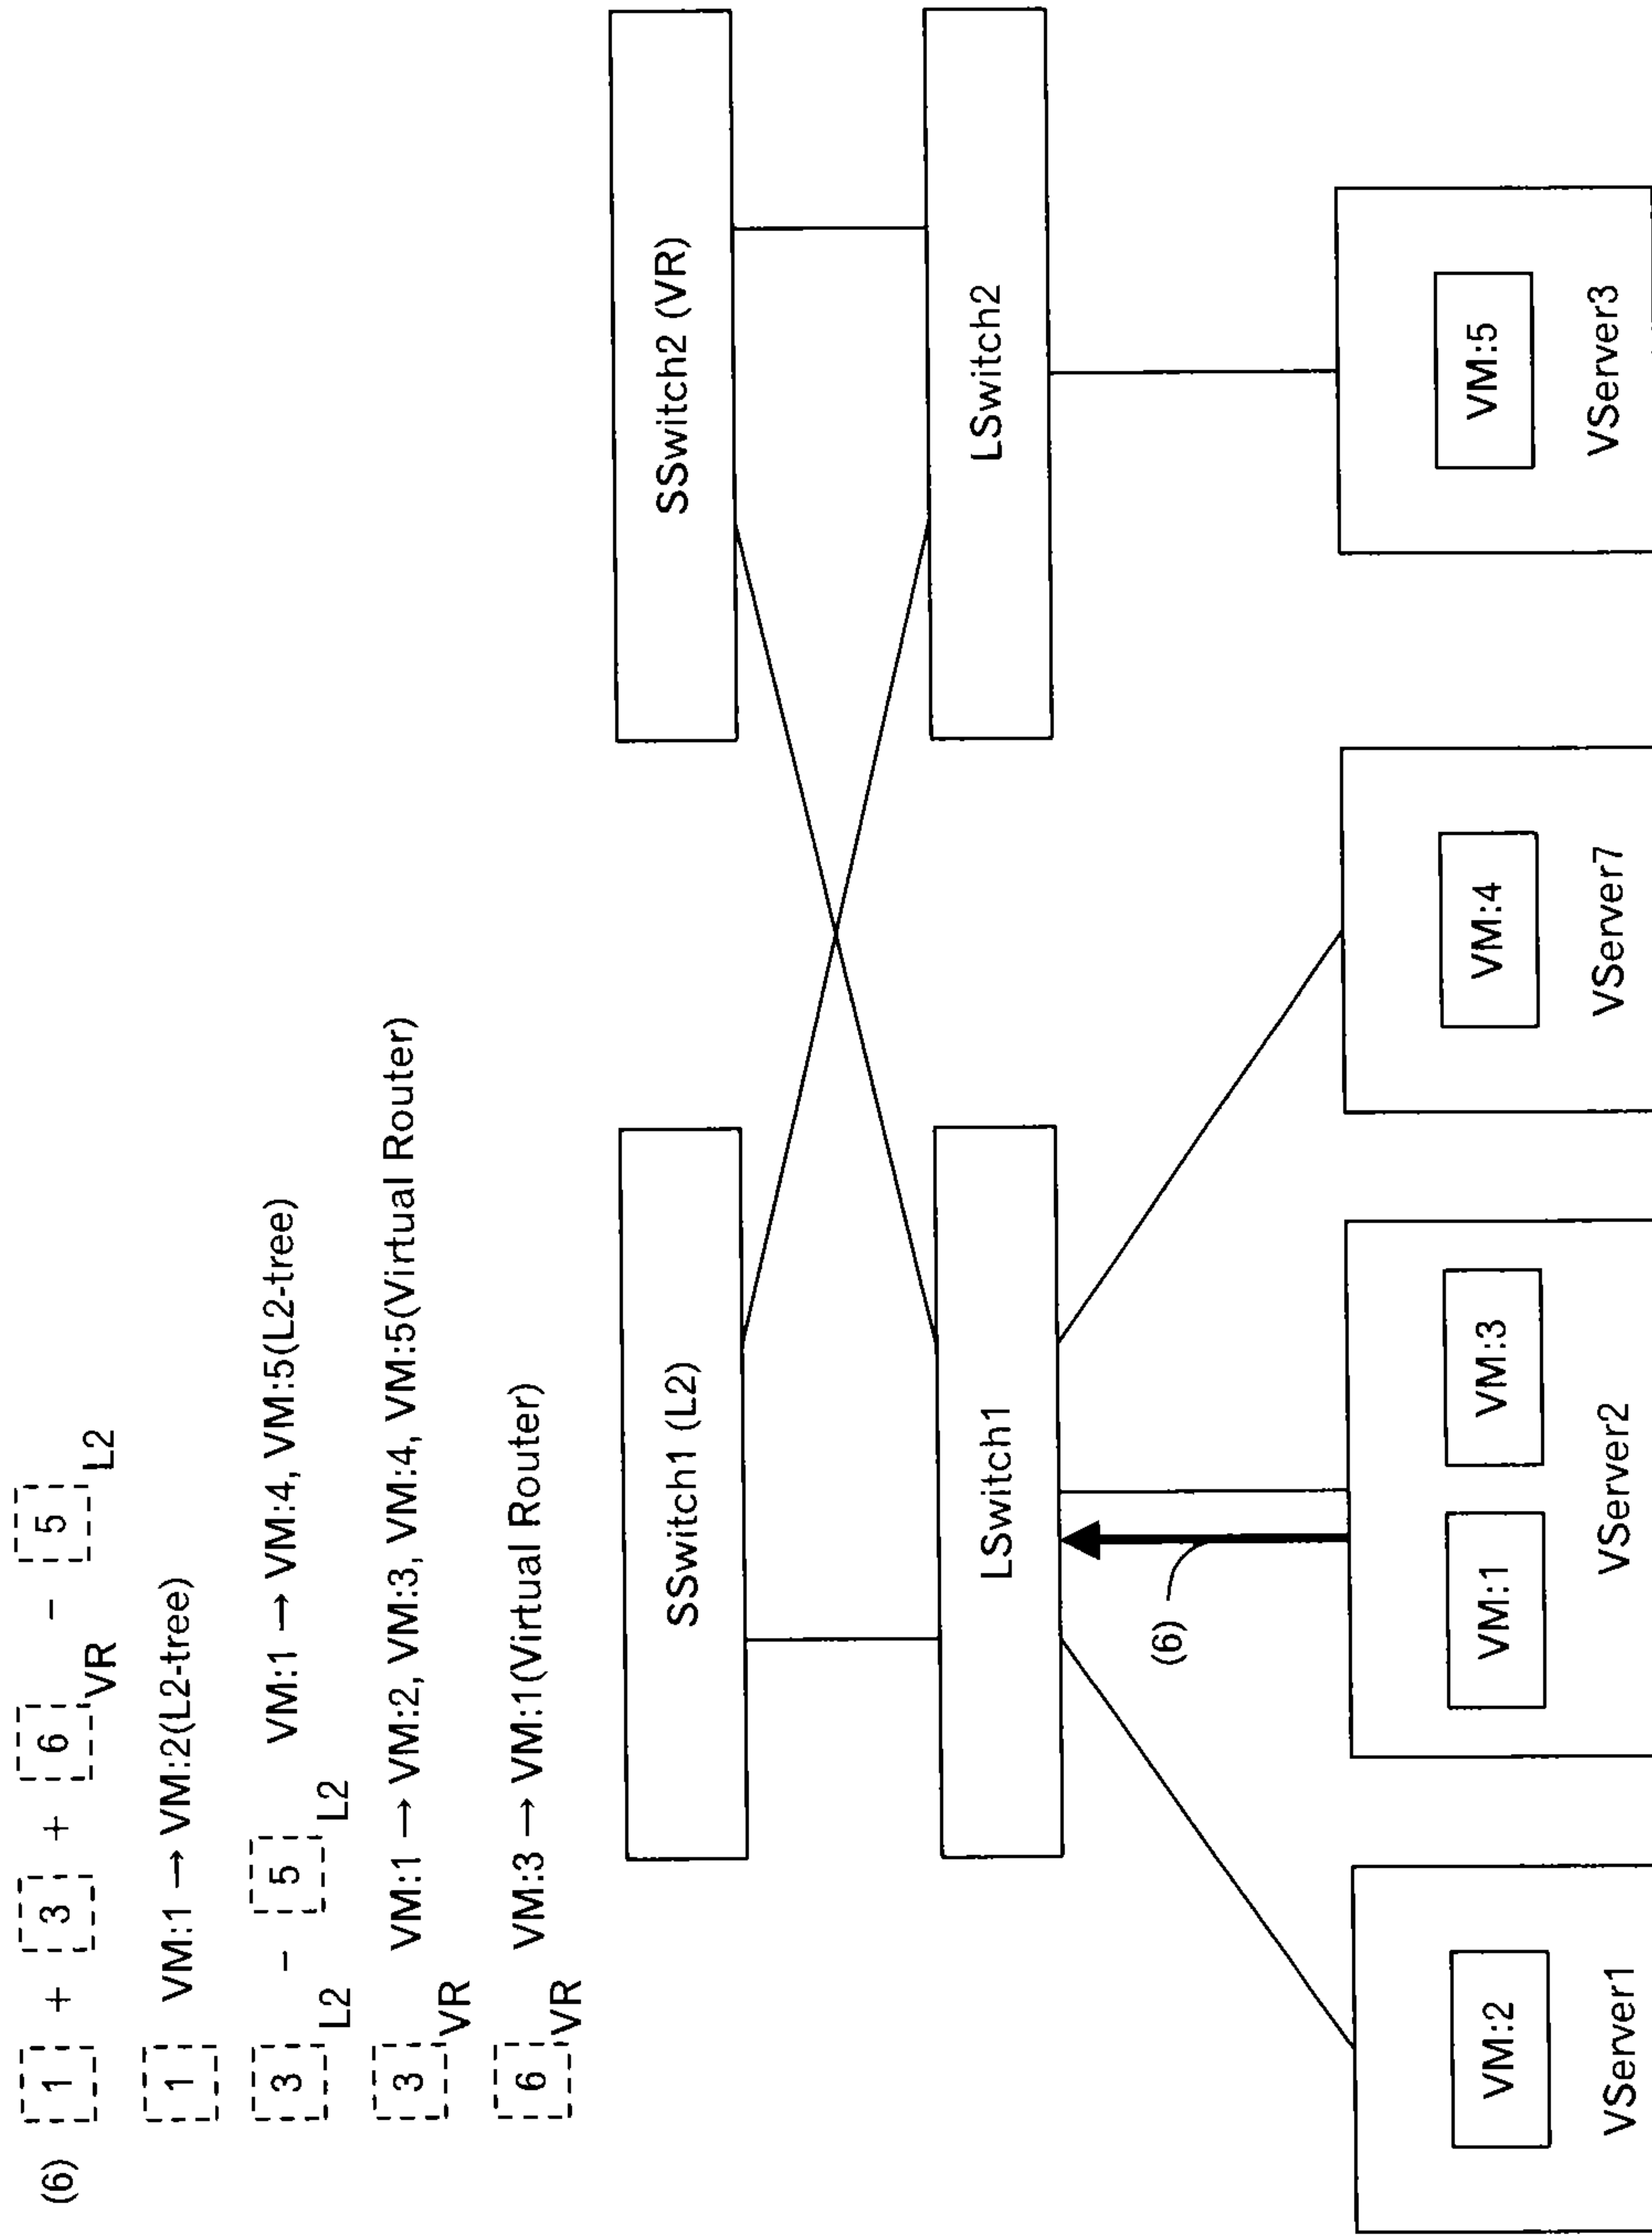 (6) 1 + 3 + 6 VR - 5 L2
1 VM:1 → VM:2(L2-tree)
3 L2 - 5 L2 VM:1 → VM:4, VM:5(L2-tree)
3 VR VM:1 → VM:2, VM:3, VM:4, VM:5(Virtual Router)
6 VR VM:3 → VM:1(Virtual Router)
SSwitch1 (L2)
SSwitch2 (VR)
LSwitch1
LSwitch2
(6)
VM:2
VM:1
VM:3
VM:4
VM:5
VServer1
VServer2
VServer7
VServer3